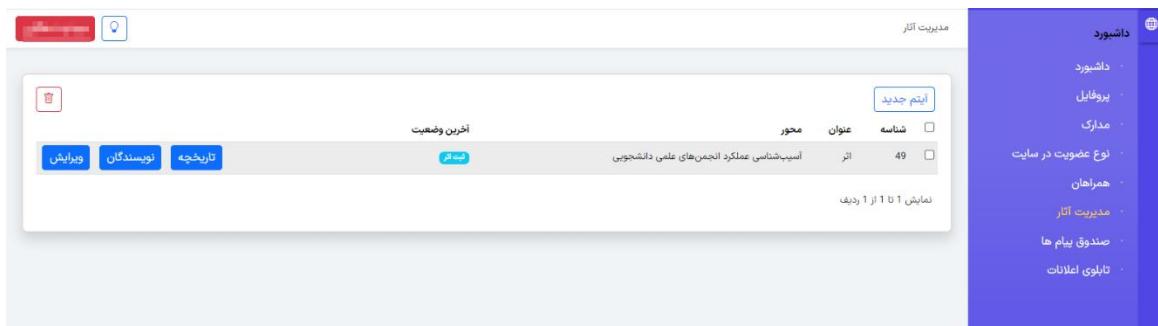 داشبورد
داشبورد
پروفایل
مدارک
نوع عضویت در سایت
همراهان
مدیریت آثار
صندوق پیام ها
تابلوی اعلانات
مدیریت آثار
آیتم جدید
شناسه عنوان محور آخرین وضعیت
49 اثر آسیب‌شناسی عملکرد انجمن‌های علمی دانشجویی ثبت اثر تاریخچه نویسندگان ویرایش
نمایش 1 تا 1 از 1 ردیف